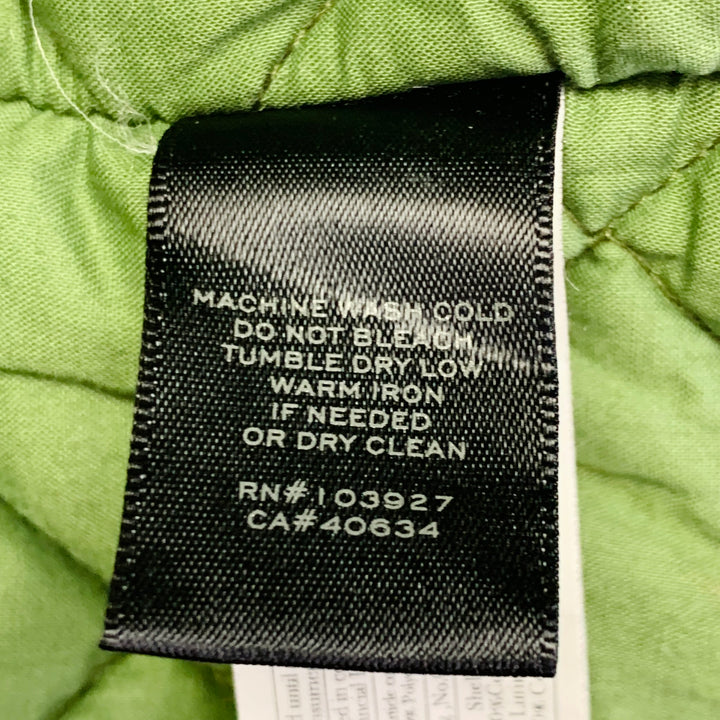 MACHINE WASH COLD
DO NOT BLEACH
TUMBLE DRY LOW
WARM IRON
IF NEEDED
OR DRY CLEAN
RN#103927
CA#40634